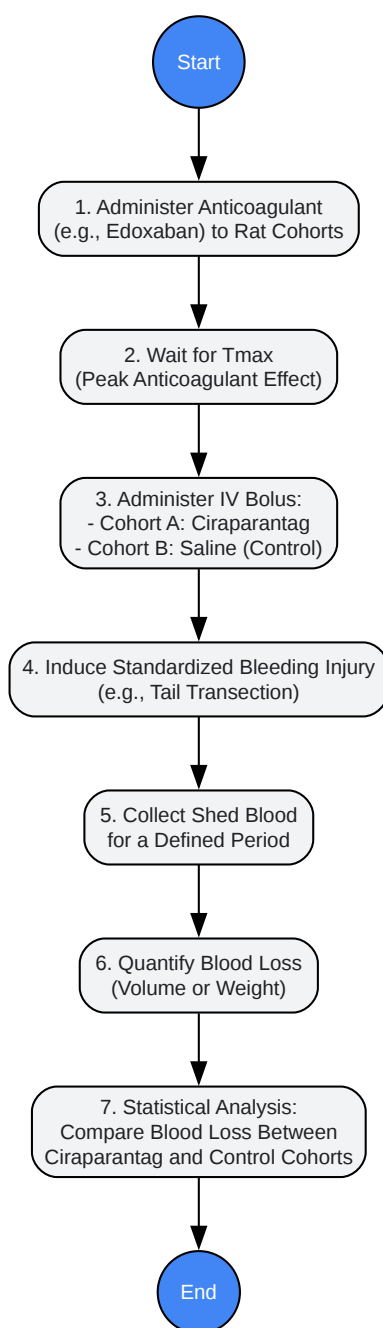 Start
1. Administer Anticoagulant
(e.g., Edoxaban) to Rat Cohorts
2. Wait for Tmax
(Peak Anticoagulant Effect)
3. Administer IV Bolus:
- Cohort A: Ciraparantag
- Cohort B: Saline (Control)
4. Induce Standardized Bleeding Injury
(e.g., Tail Transection)
5. Collect Shed Blood
for a Defined Period
6. Quantify Blood Loss
(Volume or Weight)
7. Statistical Analysis:
Compare Blood Loss Between
Ciraparantag and Control Cohorts
End